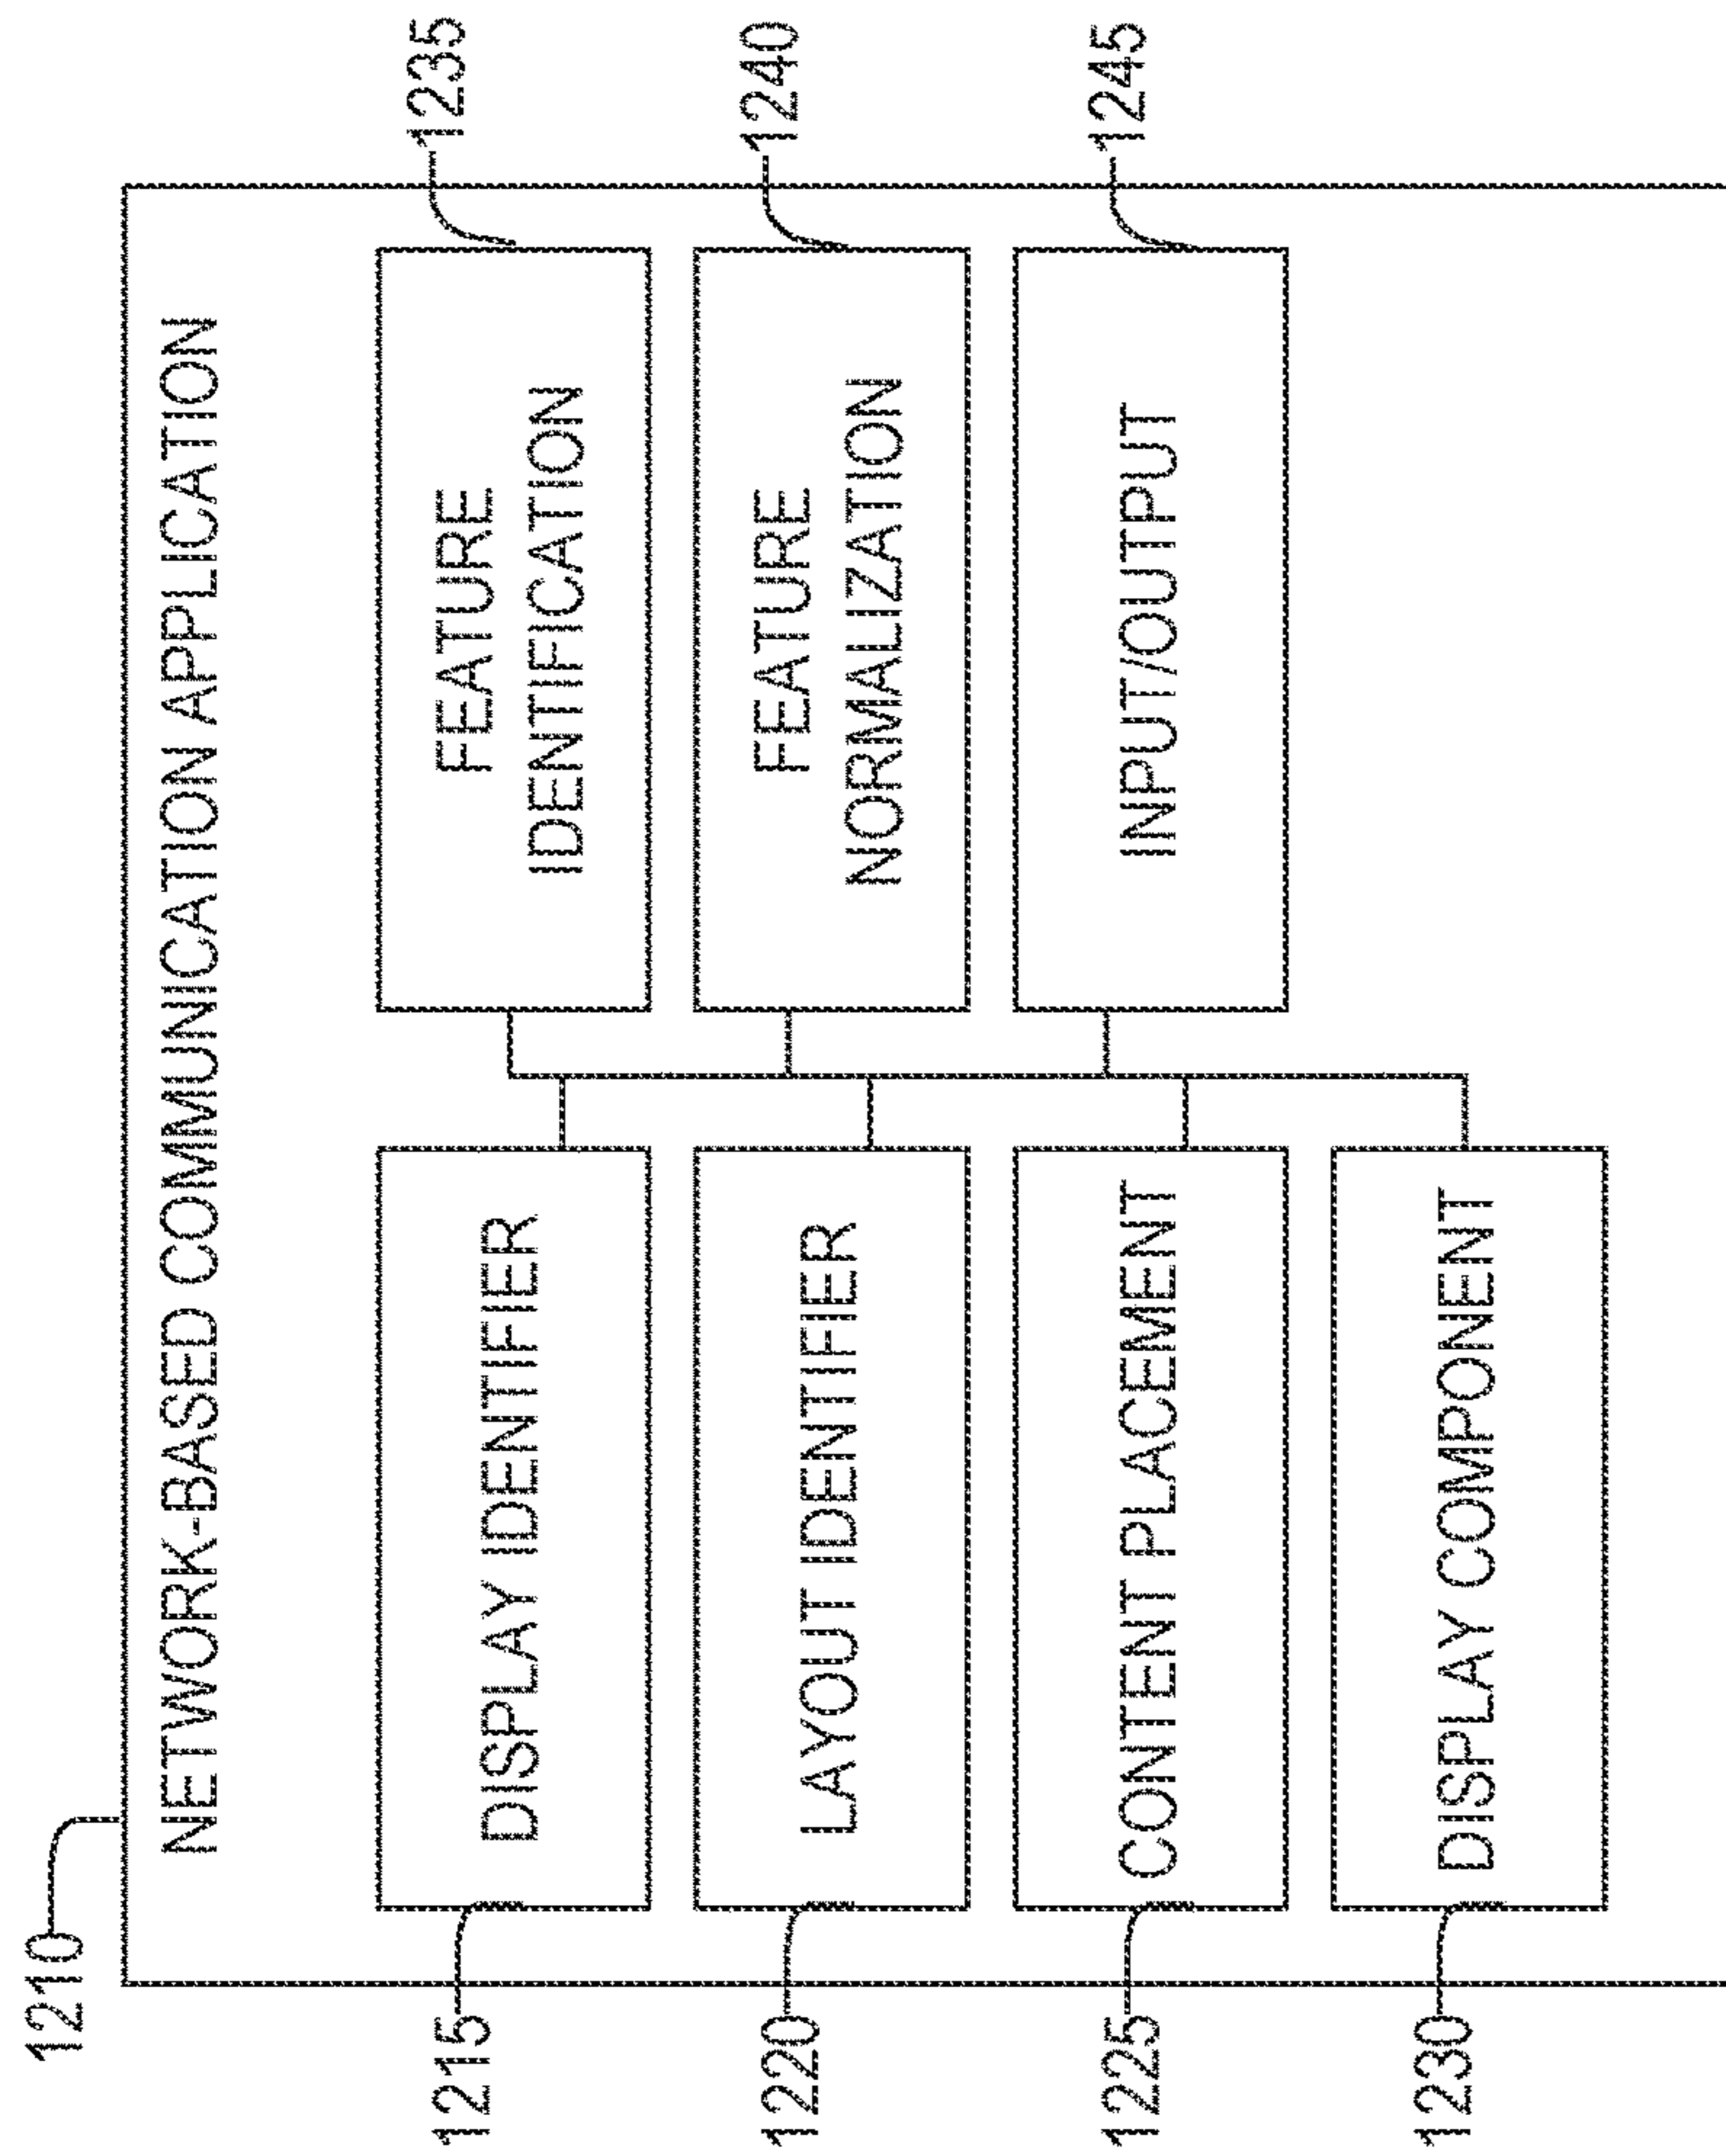 1210
NETWORK-BASED COMMUNICATION APPLICATION
1215
DISPLAY IDENTIFIER
FEATURE
IDENTIFICATION
1235
1220
LAYOUT IDENTIFIER
FEATURE
NORMALIZATION
1240
1225
CONTENT PLACEMENT
INPUT/OUTPUT
1245
1230
DISPLAY COMPONENT